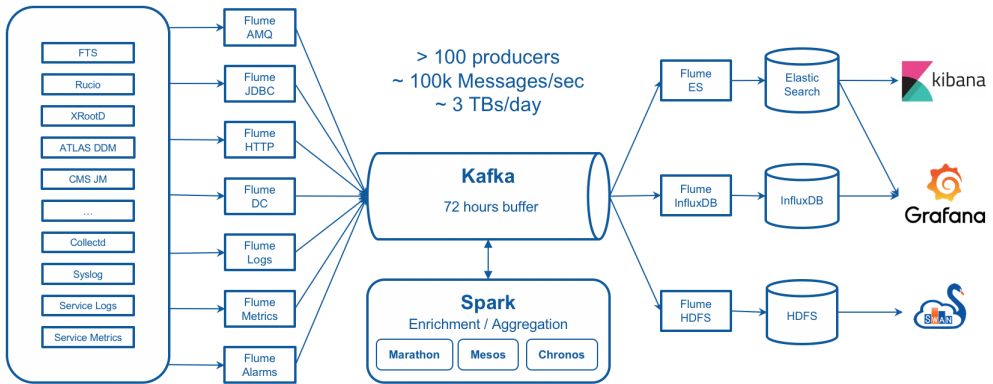 FTS
Rucio
XRootD
ATLAS DDM
CMS JM
...
Collectd
Syslog
Service Logs
Service Metrics
Flume
AMQ
Flume
JDBC
Flume
HTTP
Flume
DC
Flume
Logs
Flume
Metrics
Flume
Alarms
> 100 producers
~ 100k Messages/sec
~ 3 TBs/day
Kafka
72 hours buffer
Spark
Enrichment / Aggregation
Marathon
Mesos
Chronos
Flume
ES
Flume
InfluxDB
Flume
HDFS
Elastic
Search
InfluxDB
HDFS
kibana
Grafana
SWAN